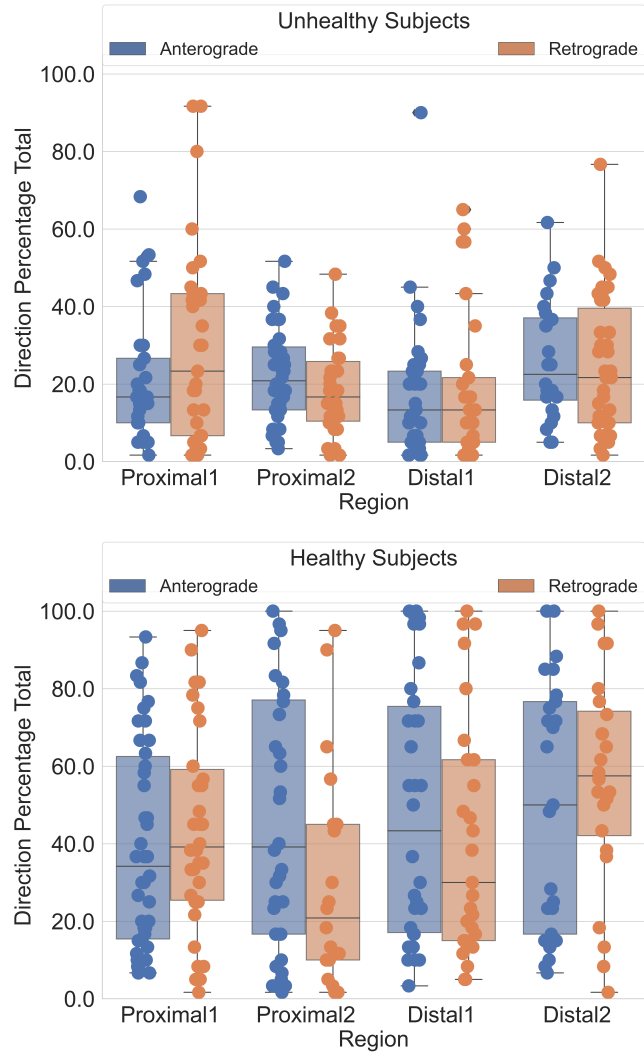 Unhealthy Subjects
Anterograde Retrograde
100.0
80.0
60.0
40.0
20.0
0.0
Direction Percentage Total
Proximal1 Proximal2 Distal1 Distal2
Region
Healthy Subjects
Anterograde Retrograde
100.0
80.0
60.0
40.0
20.0
0.0
Direction Percentage Total
Proximal1 Proximal2 Distal1 Distal2
Region